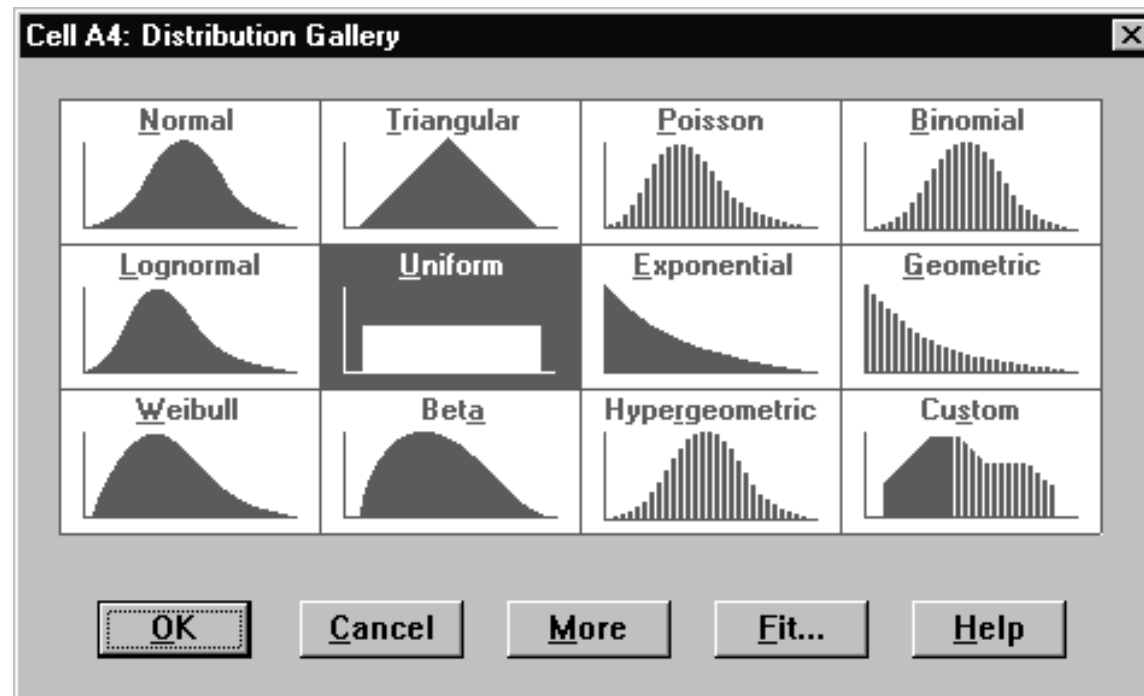 Cell A4: Distribution Gallery
Normal Triangular Poisson Binomial
Lognormal Uniform Exponential Geometric
Weibull Beta Hypergeometric Custom
OK Cancel More Fit... Help